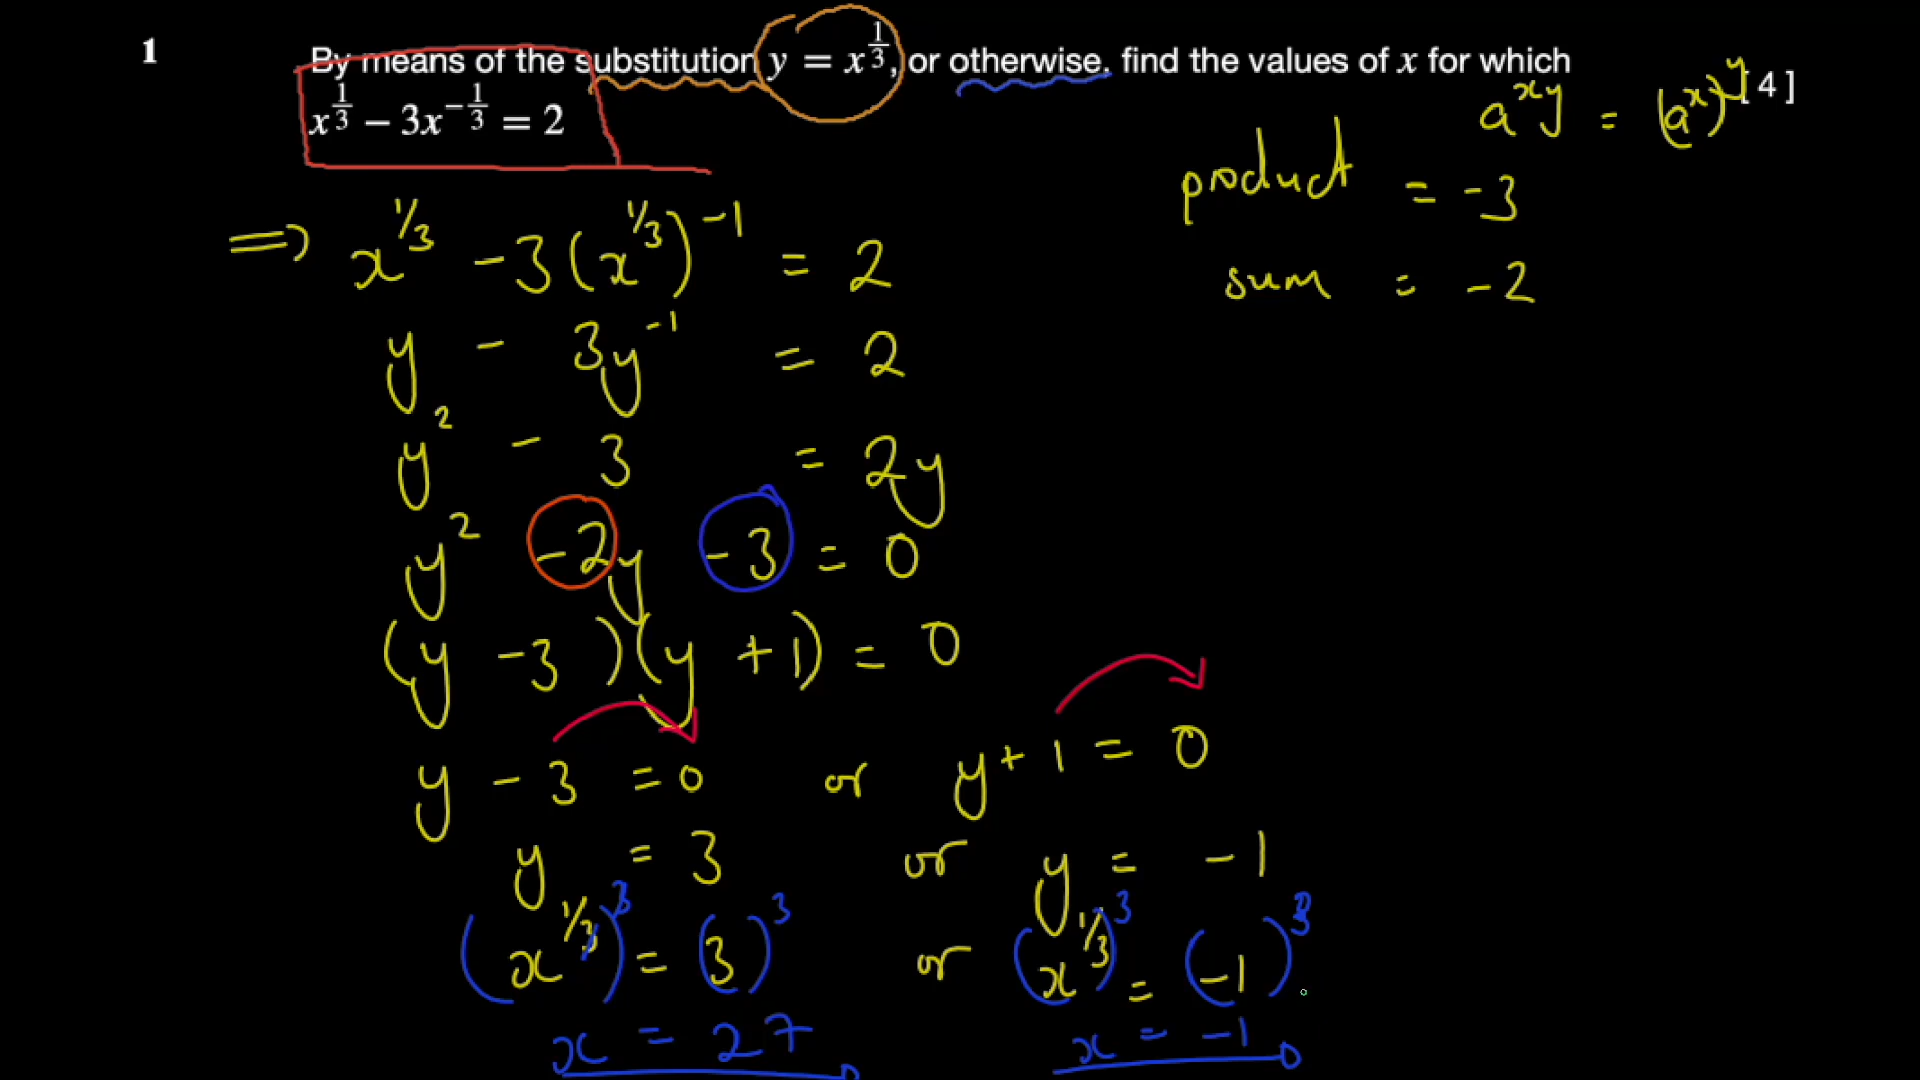 1 By means of the substitution y = x^(1/3), or otherwise. find the values of x for which
x^(1/3) − 3x^(−1/3) = 2 [4]
a^(xy) = (a^x)^y
product = -3
sum = -2
=> x^(1/3) -3(x^(1/3))^(-1) = 2
y - 3y^(-1) = 2
y^2 - 3 = 2y
y^2 -2y -3 = 0
(y -3)(y +1) = 0
y - 3 = 0 or y + 1 = 0
y = 3 or y = -1
(x^(1/3))^3 = (3)^3 or (x^(1/3))^3 = (-1)^3
x = 27 x = -1